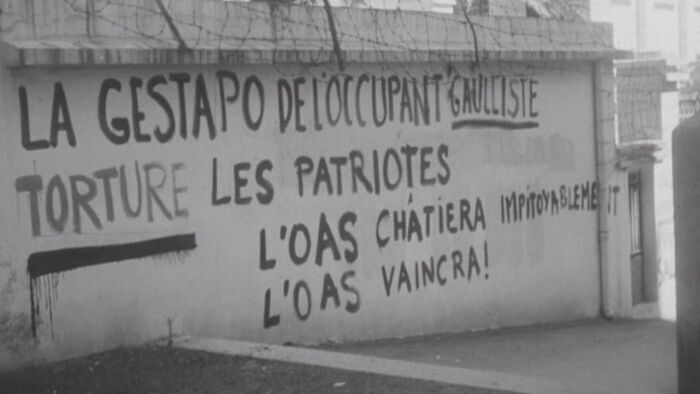 LA GESTAPO DE L'OCCUPANT "GAULLISTE
TORTURE LES PATRIOTES
L'OAS CHÂTIERA IMPITOYABLEMENT
L'OAS VAINCRA!